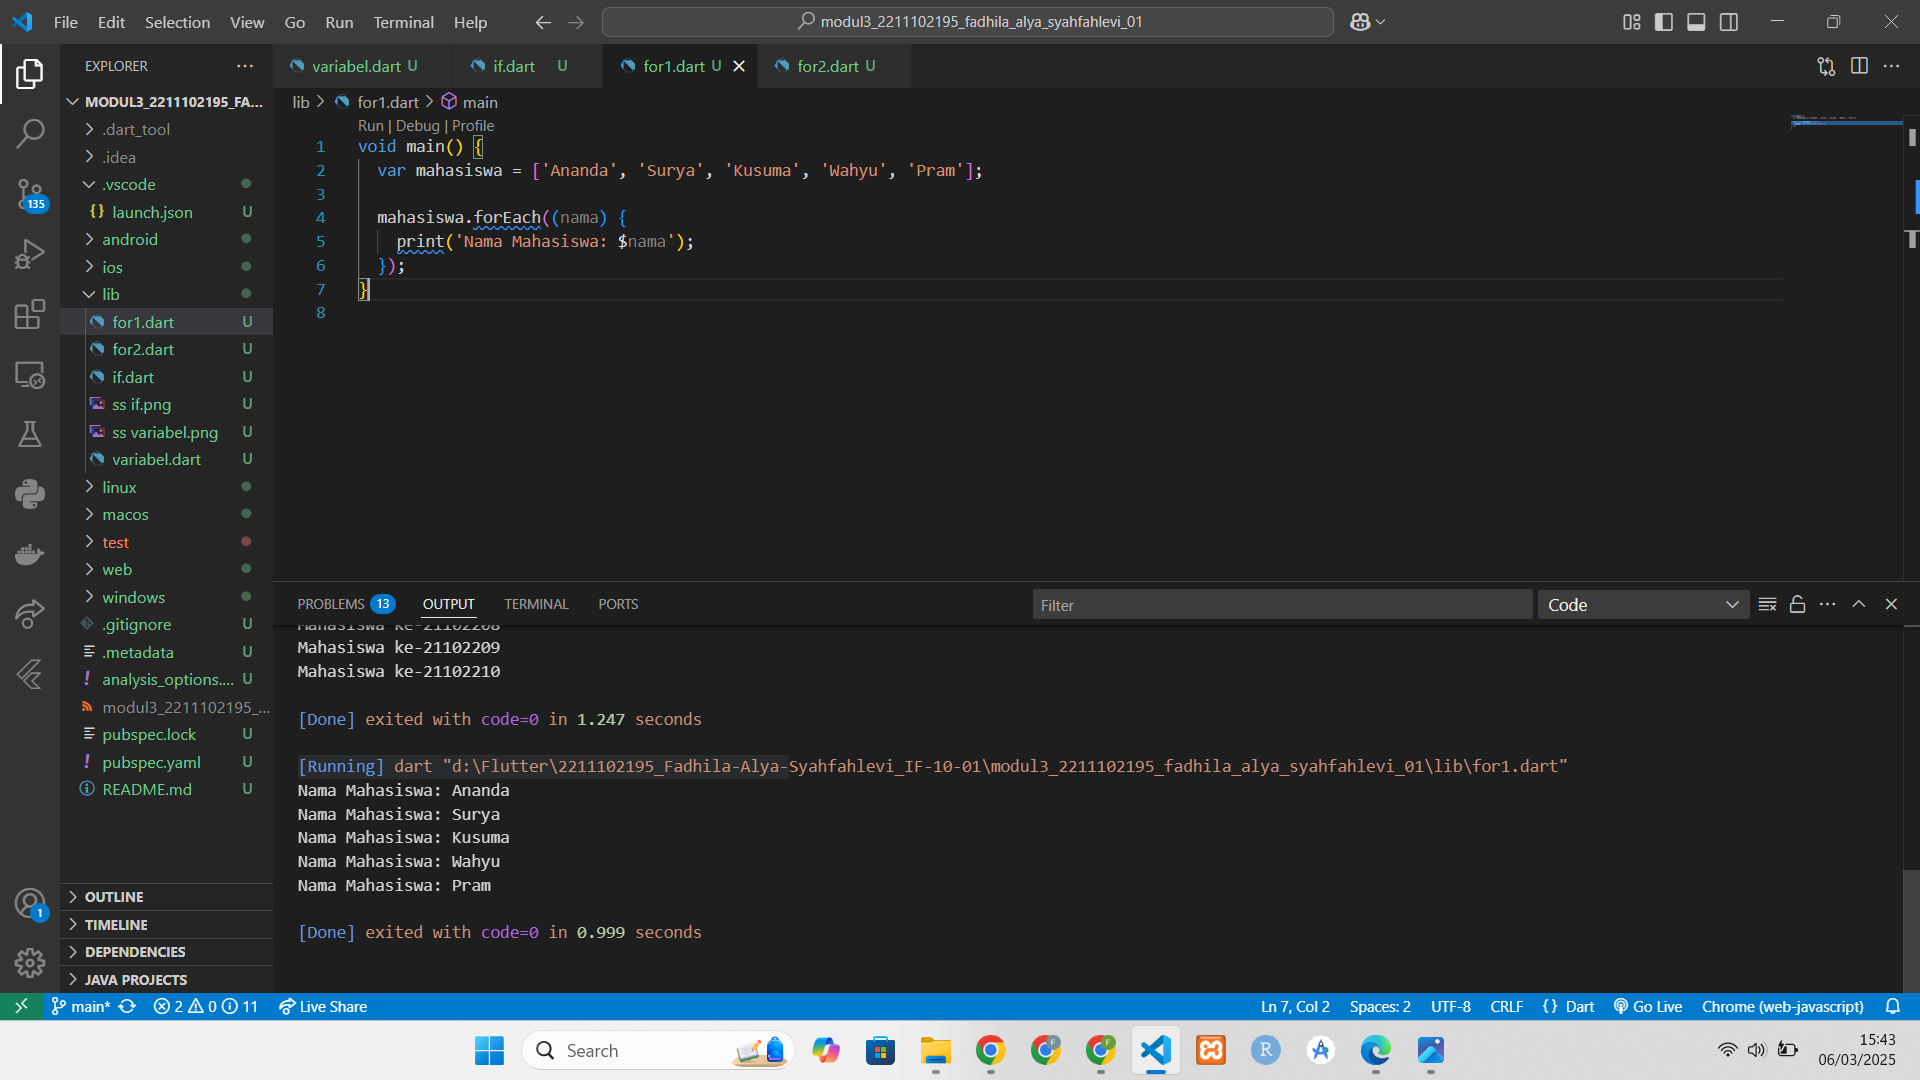 File Edit Selection View Go Run Terminal Help
modul3_2211102195_fadhila_alya_syahfahlevi_01
EXPLORER
variabel.dart U
if.dart U
for1.dart U
for2.dart U
MODUL3_2211102195_FA...
.dart_tool
.idea
.vscode
launch.json U
android
ios
lib
for1.dart U
for2.dart U
if.dart U
ss if.png U
ss variabel.png U
variabel.dart U
linux
macos
test
web
windows
.gitignore U
.metadata U
analysis_options.... U
modul3_2211102195_...
pubspec.lock U
pubspec.yaml U
README.md U
OUTLINE
TIMELINE
DEPENDENCIES
JAVA PROJECTS
135
1
lib > for1.dart > main
Run | Debug | Profile
1 void main() {
2 var mahasiswa = ['Ananda', 'Surya', 'Kusuma', 'Wahyu', 'Pram'];
3
4 mahasiswa.forEach((nama) {
5 print('Nama Mahasiswa: $nama');
6 });
7 }
8
PROBLEMS 13 OUTPUT TERMINAL PORTS
Filter
Code
Mahasiswa ke-21102208
Mahasiswa ke-21102209
Mahasiswa ke-21102210
[Done] exited with code=0 in 1.247 seconds
[Running] dart "d:\Flutter\2211102195_Fadhila-Alya-Syahfahlevi_IF-10-01\modul3_2211102195_fadhila_alya_syahfahlevi_01\lib\for1.dart"
Nama Mahasiswa: Ananda
Nama Mahasiswa: Surya
Nama Mahasiswa: Kusuma
Nama Mahasiswa: Wahyu
Nama Mahasiswa: Pram
[Done] exited with code=0 in 0.999 seconds
main* 2 0 11 Live Share
Ln 7, Col 2 Spaces: 2 UTF-8 CRLF {} Dart Go Live Chrome (web-javascript)
Search
15:43
06/03/2025